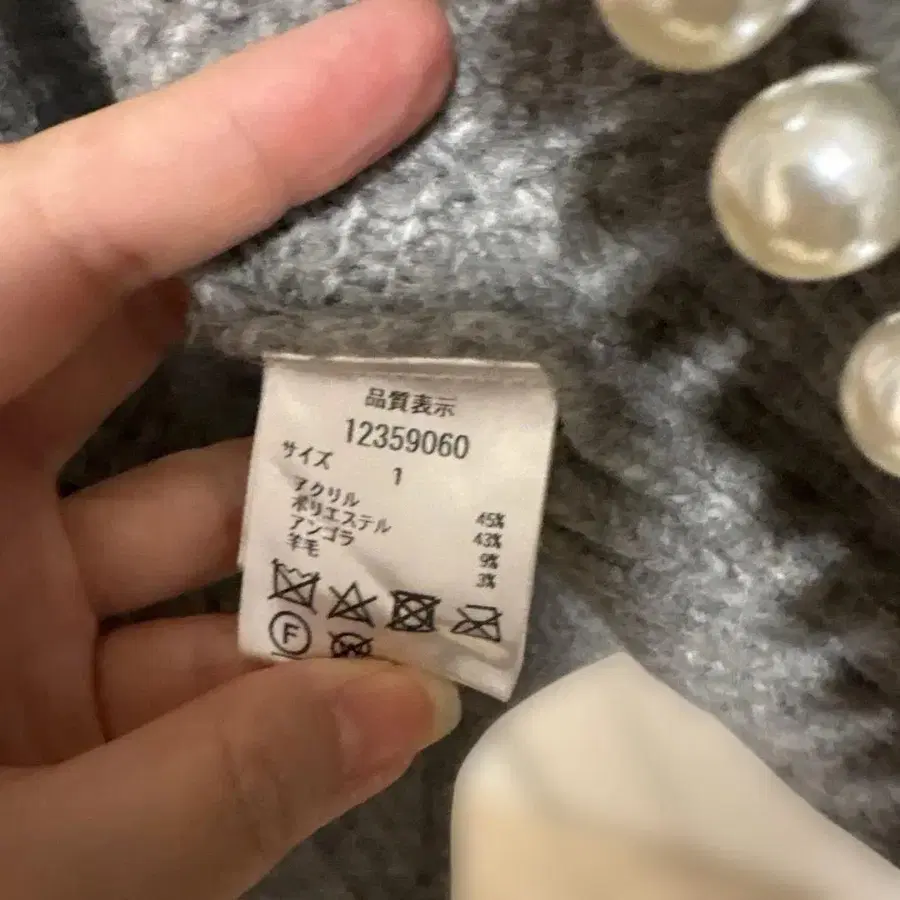 品質表示
12359060
サイズ 1
アクリル 45%
ポリエステル 43%
アンゴラ 9%
羊毛 3%
F